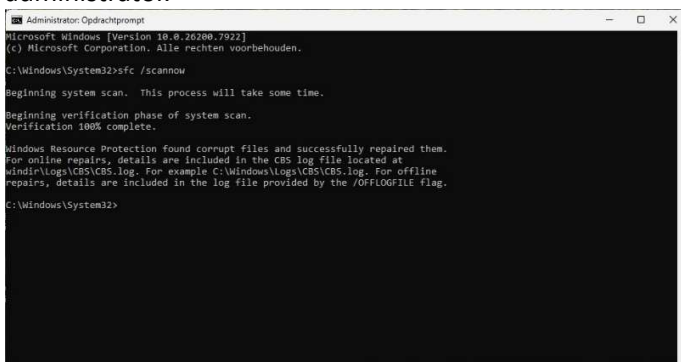 Administrator: Opdrachtprompt
Microsoft Windows [Version 10.0.26200.7922]
(c) Microsoft Corporation. Alle rechten voorbehouden.
C:\Windows\System32>sfc /scannow
Beginning system scan.  This process will take some time.
Beginning verification phase of system scan.
Verification 100% complete.
Windows Resource Protection found corrupt files and successfully repaired them.
For online repairs, details are included in the CBS log file located at
windir\Logs\CBS\CBS.log. For example C:\Windows\Logs\CBS\CBS.log. For offline
repairs, details are included in the log file provided by the /OFFLOGFILE flag.
C:\Windows\System32>